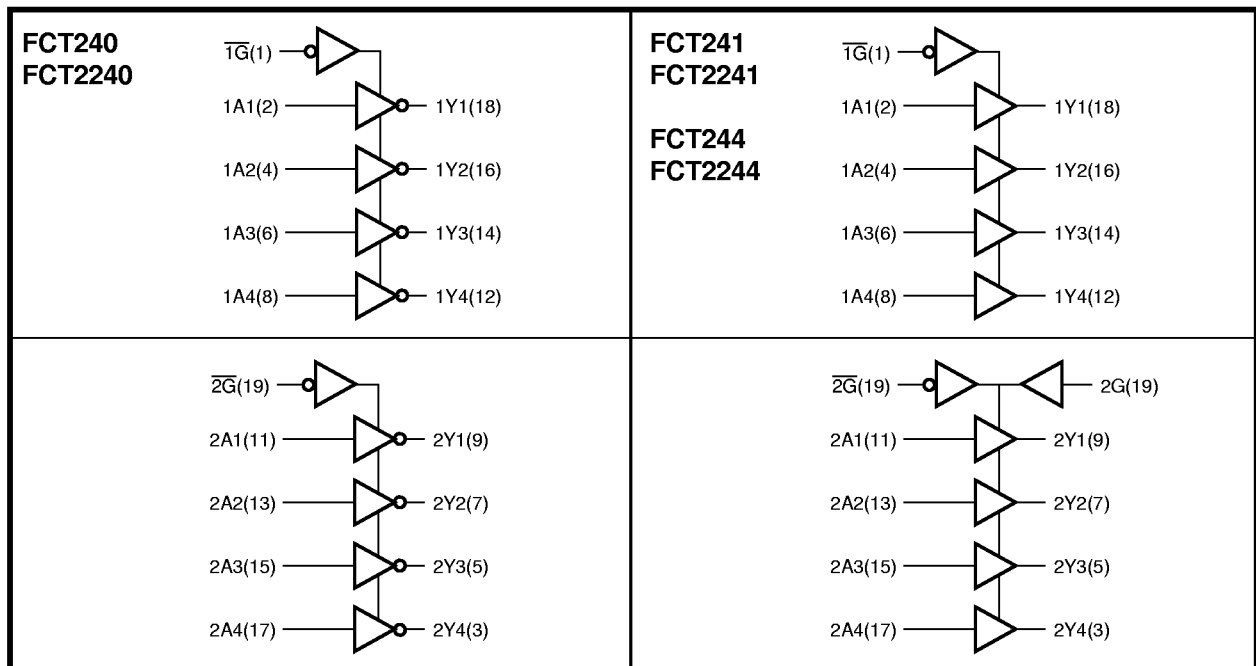 FCT240
FCT2240
1G(1)
1A1(2) 1Y1(18)
1A2(4) 1Y2(16)
1A3(6) 1Y3(14)
1A4(8) 1Y4(12)
FCT241
FCT2241
FCT244
FCT2244
1G(1)
1A1(2) 1Y1(18)
1A2(4) 1Y2(16)
1A3(6) 1Y3(14)
1A4(8) 1Y4(12)
2G(19)
2A1(11) 2Y1(9)
2A2(13) 2Y2(7)
2A3(15) 2Y3(5)
2A4(17) 2Y4(3)
2G(19) 2G(19)
2A1(11) 2Y1(9)
2A2(13) 2Y2(7)
2A3(15) 2Y3(5)
2A4(17) 2Y4(3)